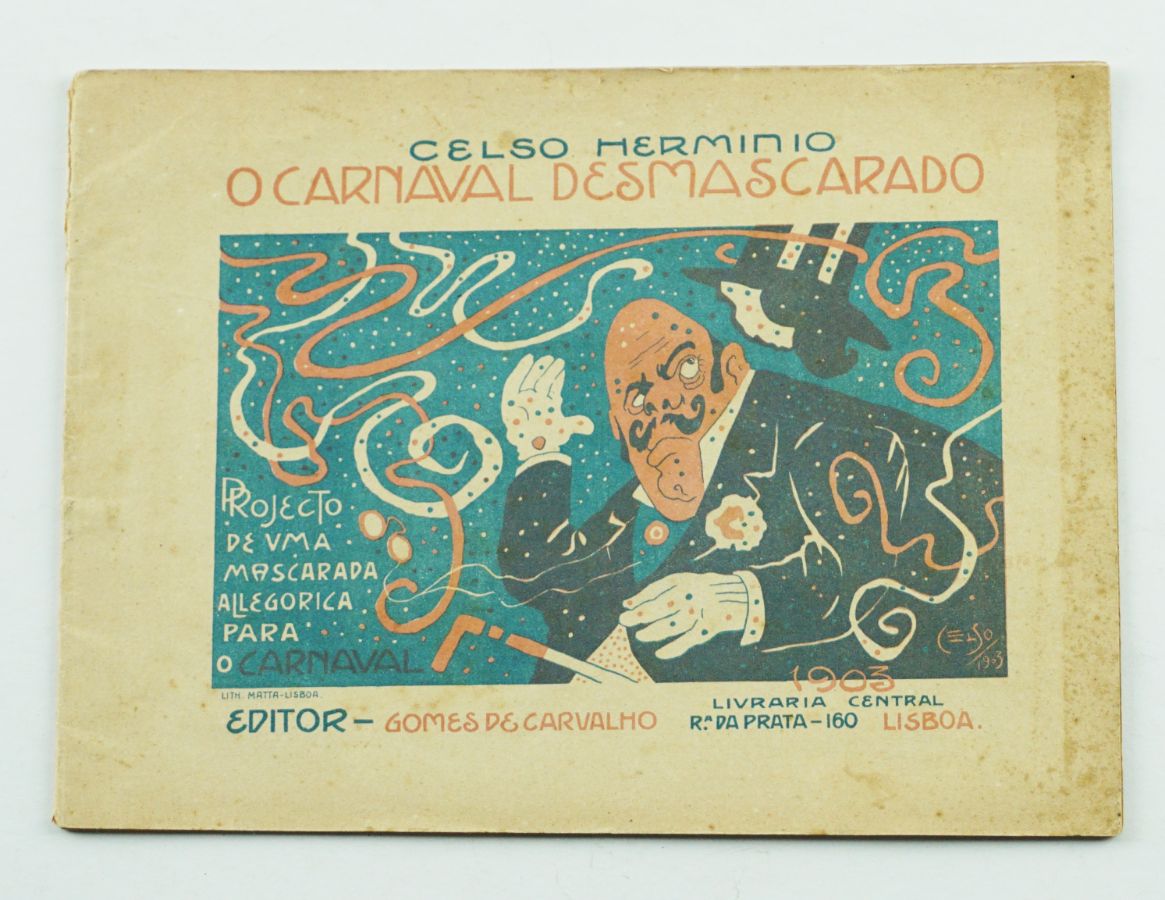 CELSO HERMINIO
O CARNAVAL DESMASCARADO
PROJECTO
DE VMA
MASCARADA
ALLEGORICA
PARA
O CARNAVAL
CELSO
1903
1903
LITH. MATTA-LISBOA.
EDITOR - GOMES DE CARVALHO
LIVRARIA CENTRAL
R.ª DA PRATA - 160 LISBOA.